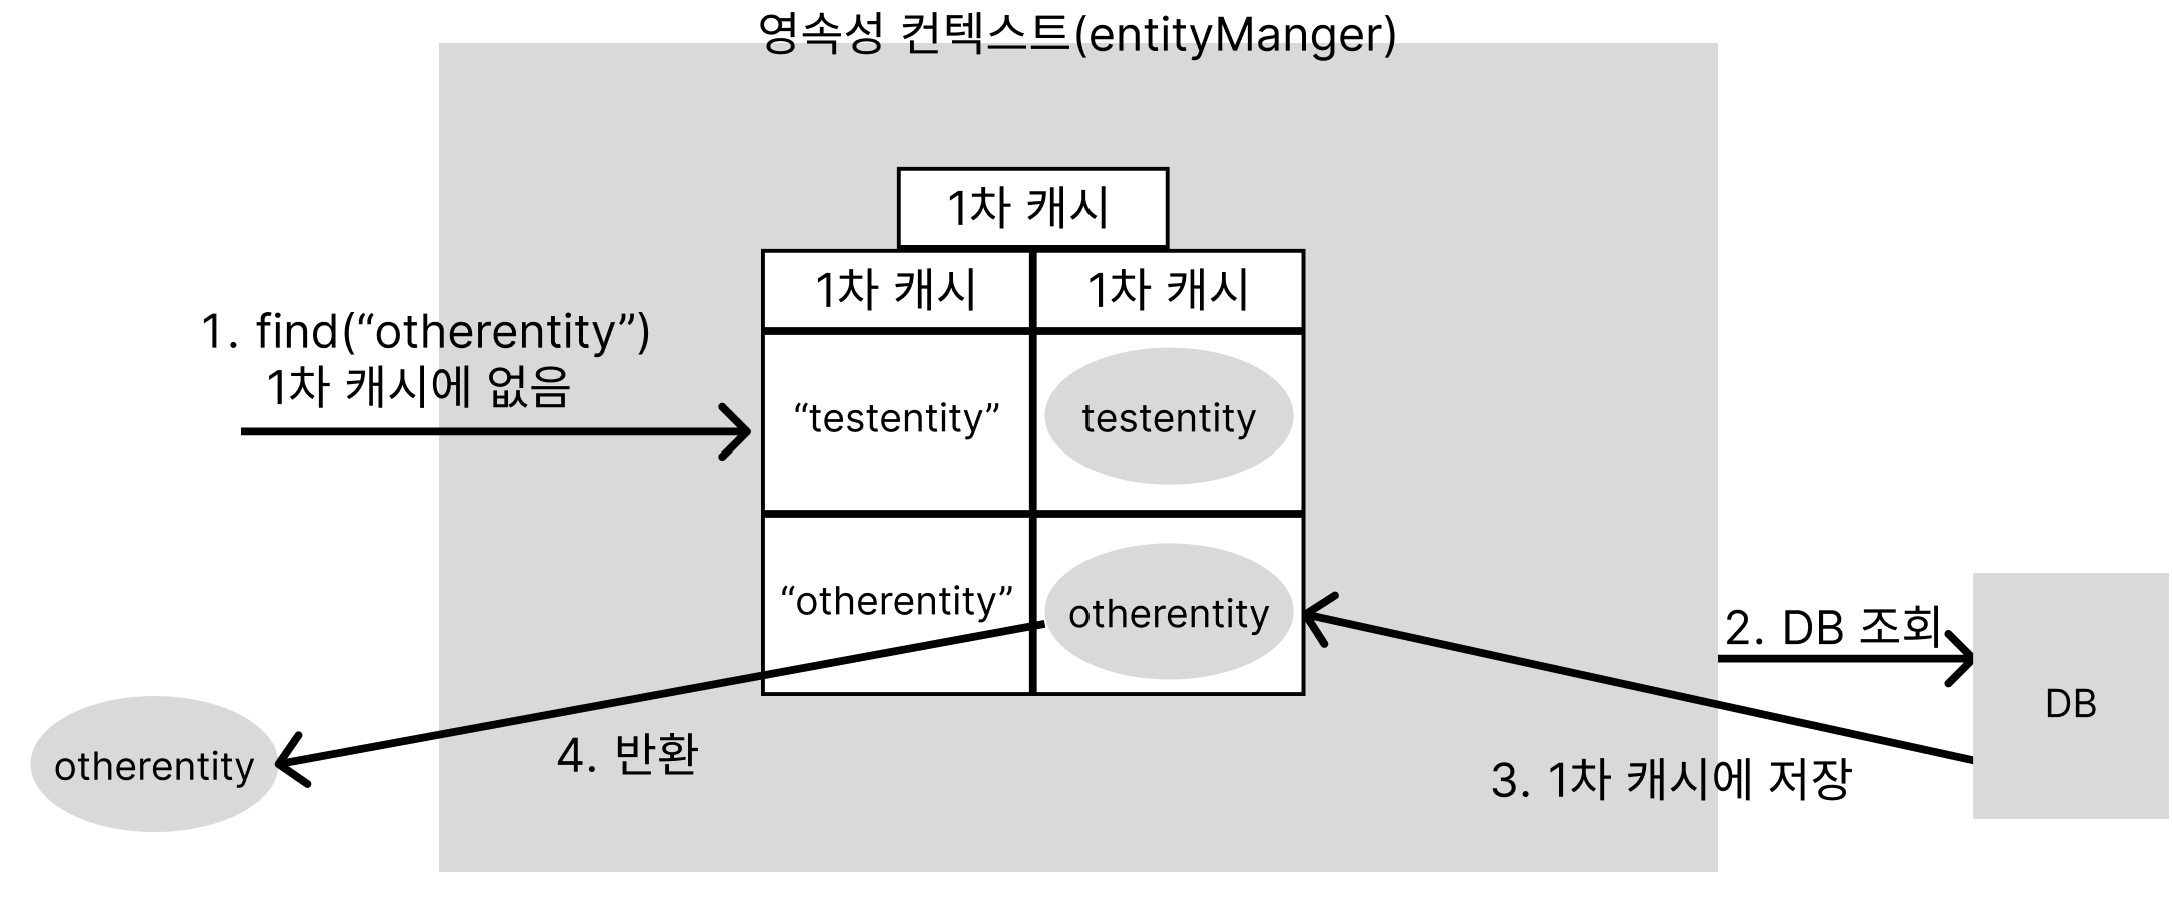 영속성 컨텍스트(entityManger)
1차 캐시
1차 캐시
1차 캐시
1. find(“otherentity”)
1차 캐시에 없음
“testentity”
testentity
“otherentity”
otherentity
2. DB 조회
DB
otherentity
4. 반환
3. 1차 캐시에 저장